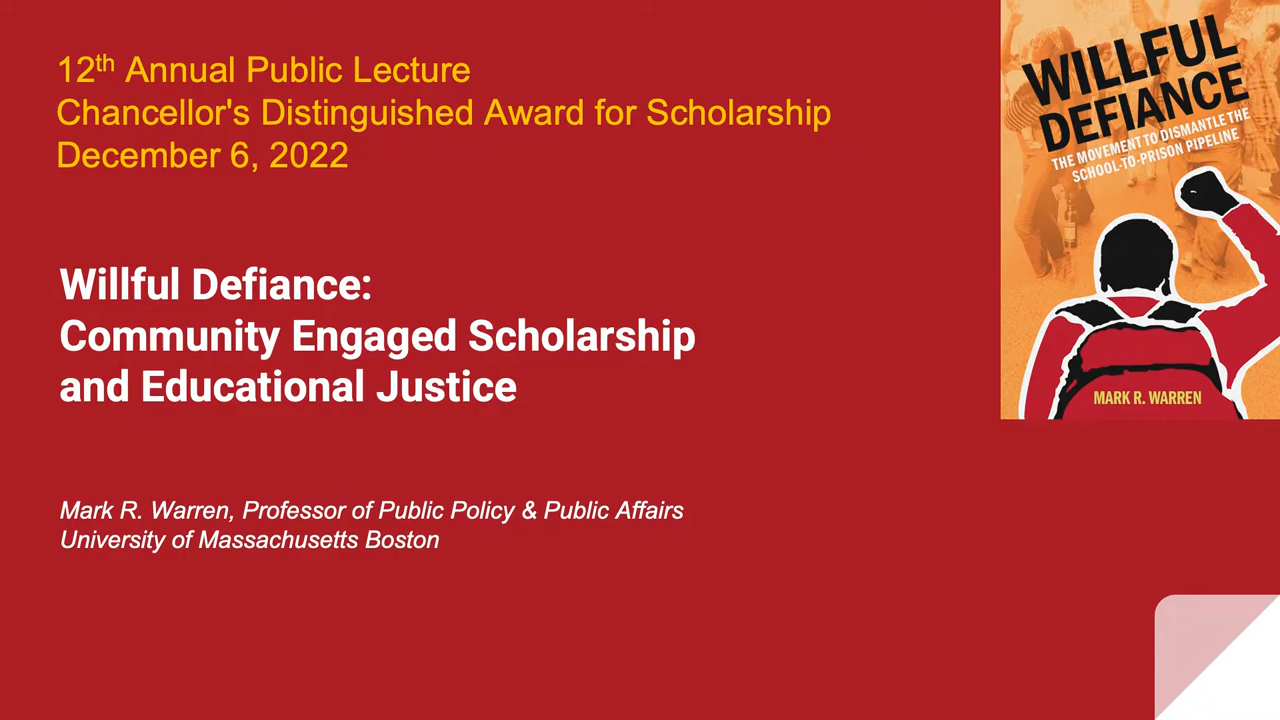 12th Annual Public Lecture
Chancellor's Distinguished Award for Scholarship
December 6, 2022
Willful Defiance:
Community Engaged Scholarship
and Educational Justice
Mark R. Warren, Professor of Public Policy & Public Affairs
University of Massachusetts Boston
WILLFUL
DEFIANCE
THE MOVEMENT TO DISMANTLE THE
SCHOOL-TO-PRISON PIPELINE
MARK R. WARREN